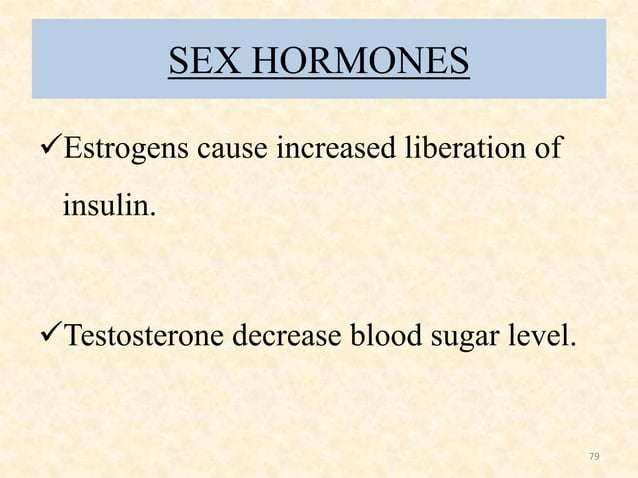 SEX HORMONES
✓Estrogens cause increased liberation of
insulin.
✓Testosterone decrease blood sugar level.
79